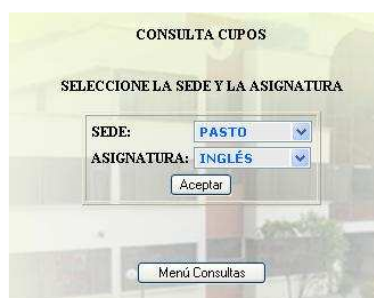 CONSULTA CUPOS
SELECCIONE LA SEDE Y LA ASIGNATURA
SEDE: PASTO
ASIGNATURA: INGLÉS
Aceptar
Menú Consultas